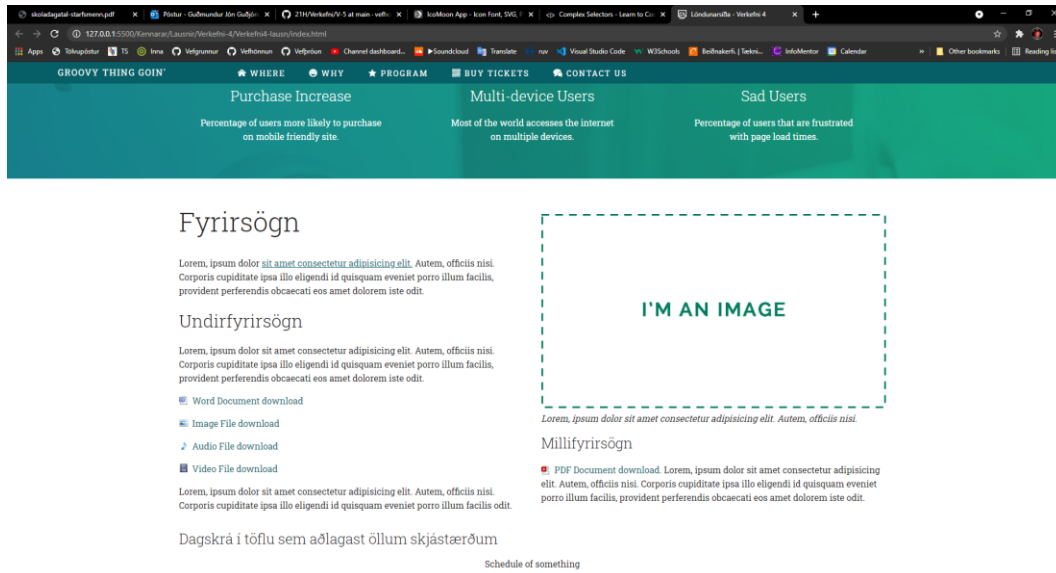 skoladagatal-starfsmenn.pdf
Póstur - Guðmundur Jón Guðjón
21H/Verkefni/V-5 at main · vefho
IcoMoon App - Icon Font, SVG, F
Complex Selectors - Learn to Co
Löndunarsíða - Verkefni 4
127.0.0.1:5500/Kennarar/Lausnir/Verkefni-4/Verkefni4-lausn/index.html
Apps Tölvupóstur TS Inna Vefgrunnur Vefhönnun Vefþróun Channel dashboard... Soundcloud Translate ruv Visual Studio Code W3Schools Beiðnakerfi. | Tækni... InfoMentor Calendar » Other bookmarks Reading lis
GROOVY THING GOIN' WHERE WHY PROGRAM BUY TICKETS CONTACT US
Purchase Increase
Percentage of users more likely to purchase
on mobile friendly site.
Multi-device Users
Most of the world accesses the internet
on multiple devices.
Sad Users
Percentage of users that are frustrated
with page load times.
Fyrirsögn
Lorem, ipsum dolor sit amet consectetur adipisicing elit. Autem, officiis nisi.
Corporis cupiditate ipsa illo eligendi id quisquam eveniet porro illum facilis,
provident perferendis obcaecati eos amet dolorem iste odit.
Undirfyrirsögn
Lorem, ipsum dolor sit amet consectetur adipisicing elit. Autem, officiis nisi.
Corporis cupiditate ipsa illo eligendi id quisquam eveniet porro illum facilis,
provident perferendis obcaecati eos amet dolorem iste odit.
Word Document download
Image File download
Audio File download
Video File download
Lorem, ipsum dolor sit amet consectetur adipisicing elit. Autem, officiis nisi.
Corporis cupiditate ipsa illo eligendi id quisquam eveniet porro illum facilis odit.
I'M AN IMAGE
Lorem, ipsum dolor sit amet consectetur adipisicing elit. Autem, officiis nisi.
Millifyrirsögn
PDF Document download. Lorem, ipsum dolor sit amet consectetur adipisicing
elit. Autem, officiis nisi. Corporis cupiditate ipsa illo eligendi id quisquam eveniet
porro illum facilis, provident perferendis obcaecati eos amet dolorem iste odit.
Dagskrá í töflu sem aðlagast öllum skjástærðum
Schedule of something